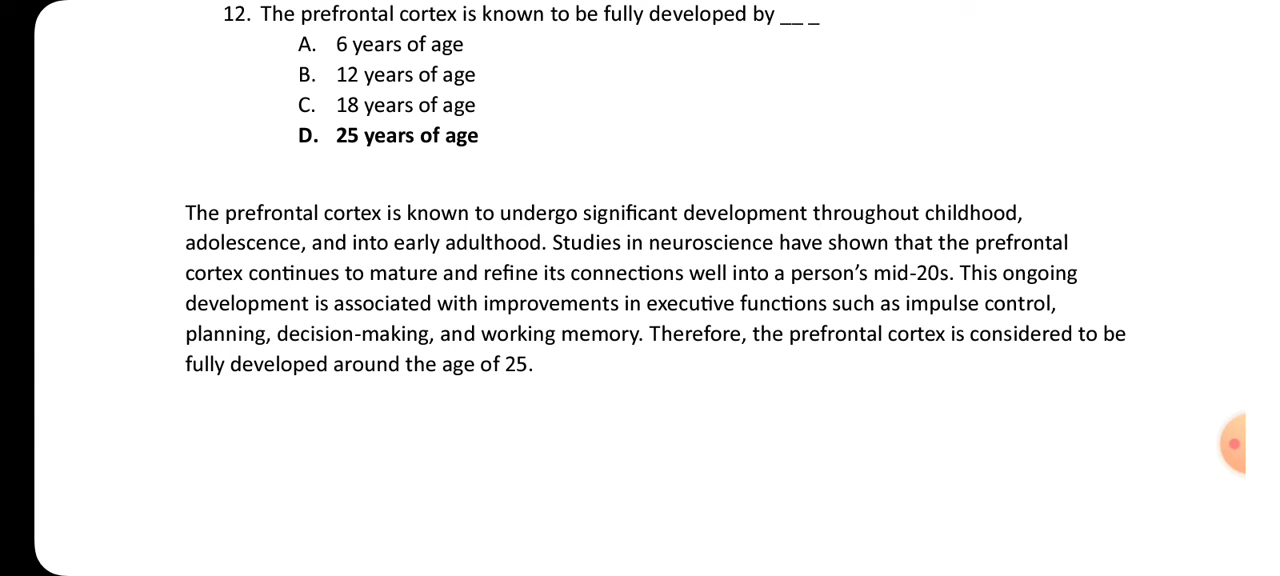 12. The prefrontal cortex is known to be fully developed by __ _
A. 6 years of age
B. 12 years of age
C. 18 years of age
D. 25 years of age
The prefrontal cortex is known to undergo significant development throughout childhood,
adolescence, and into early adulthood. Studies in neuroscience have shown that the prefrontal
cortex continues to mature and refine its connections well into a person’s mid-20s. This ongoing
development is associated with improvements in executive functions such as impulse control,
planning, decision-making, and working memory. Therefore, the prefrontal cortex is considered to be
fully developed around the age of 25.